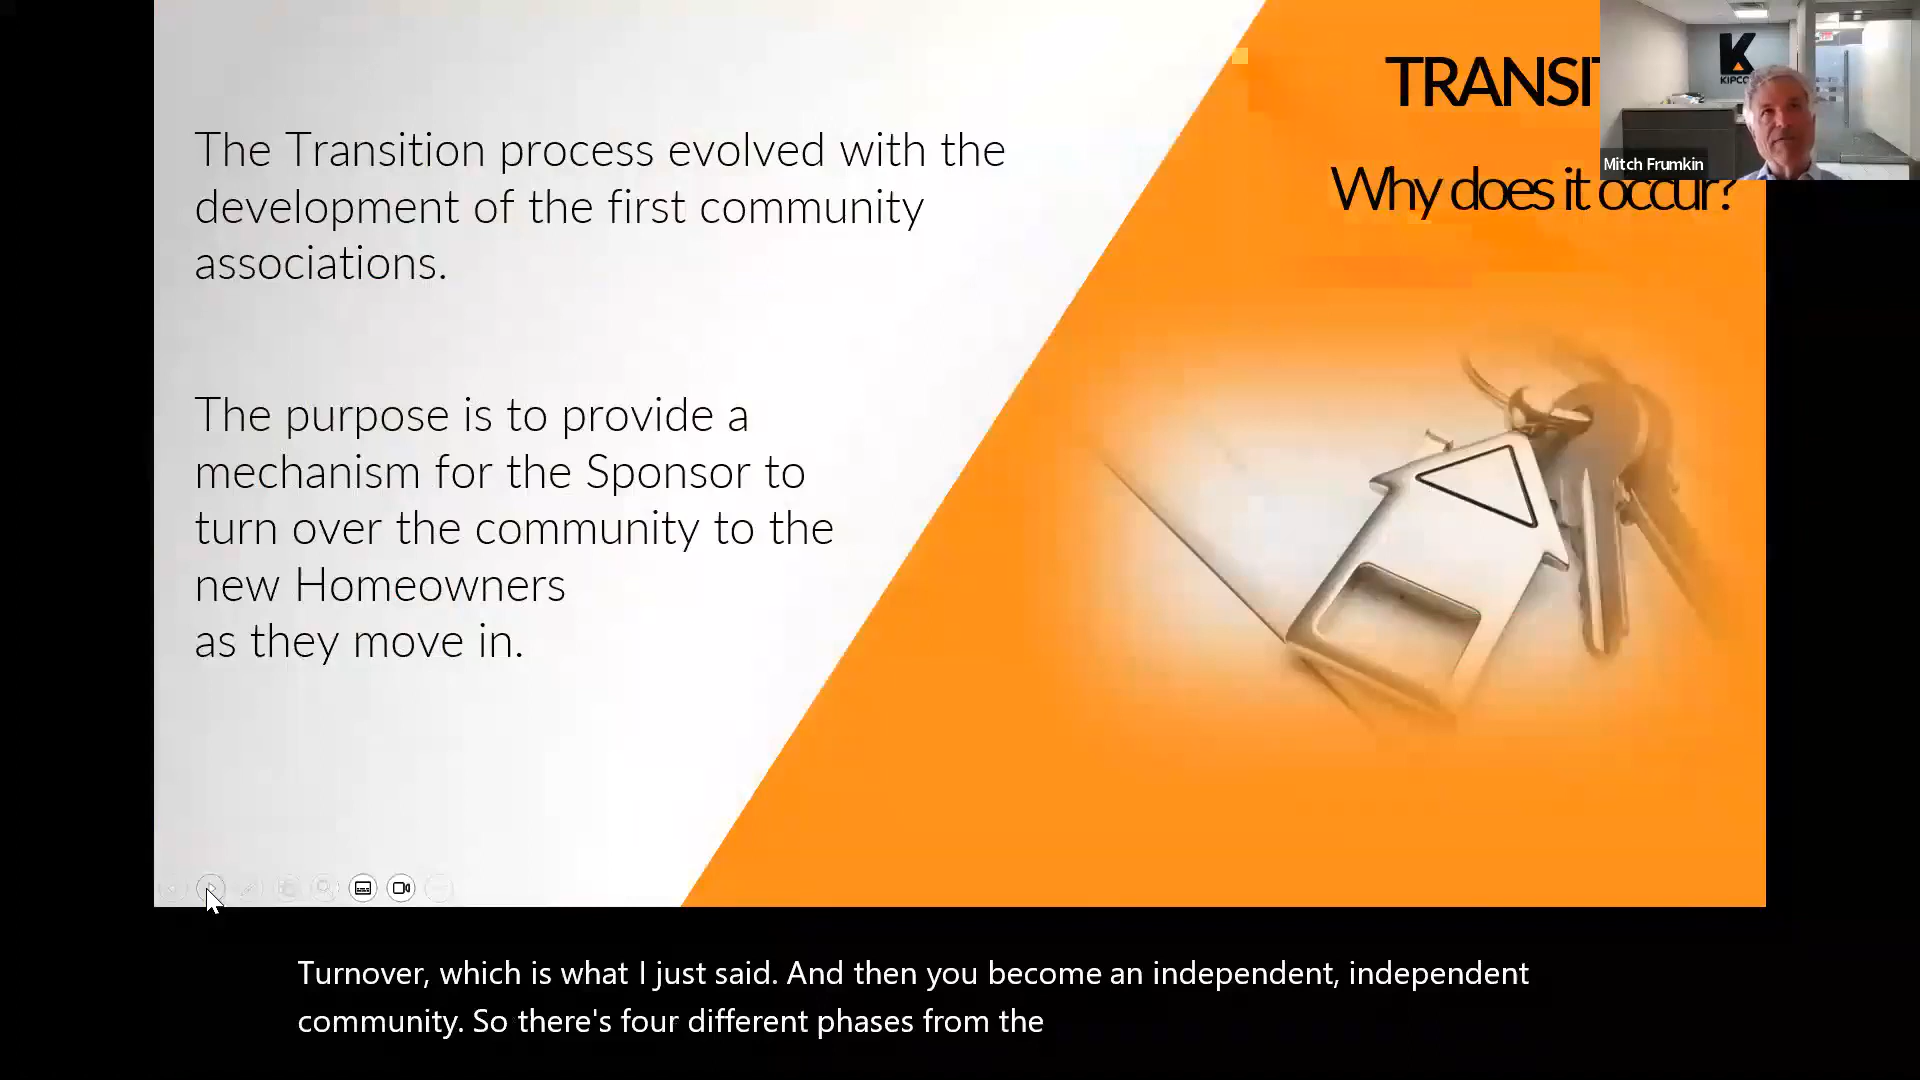 The Transition process evolved with the
development of the first community
associations.
The purpose is to provide a
mechanism for the Sponsor to
turn over the community to the
new Homeowners
as they move in.
TRANSIT
Why does it occur?
K
KIPCO
Mitch Frumkin
Turnover, which is what I just said. And then you become an independent, independent
community. So there's four different phases from the